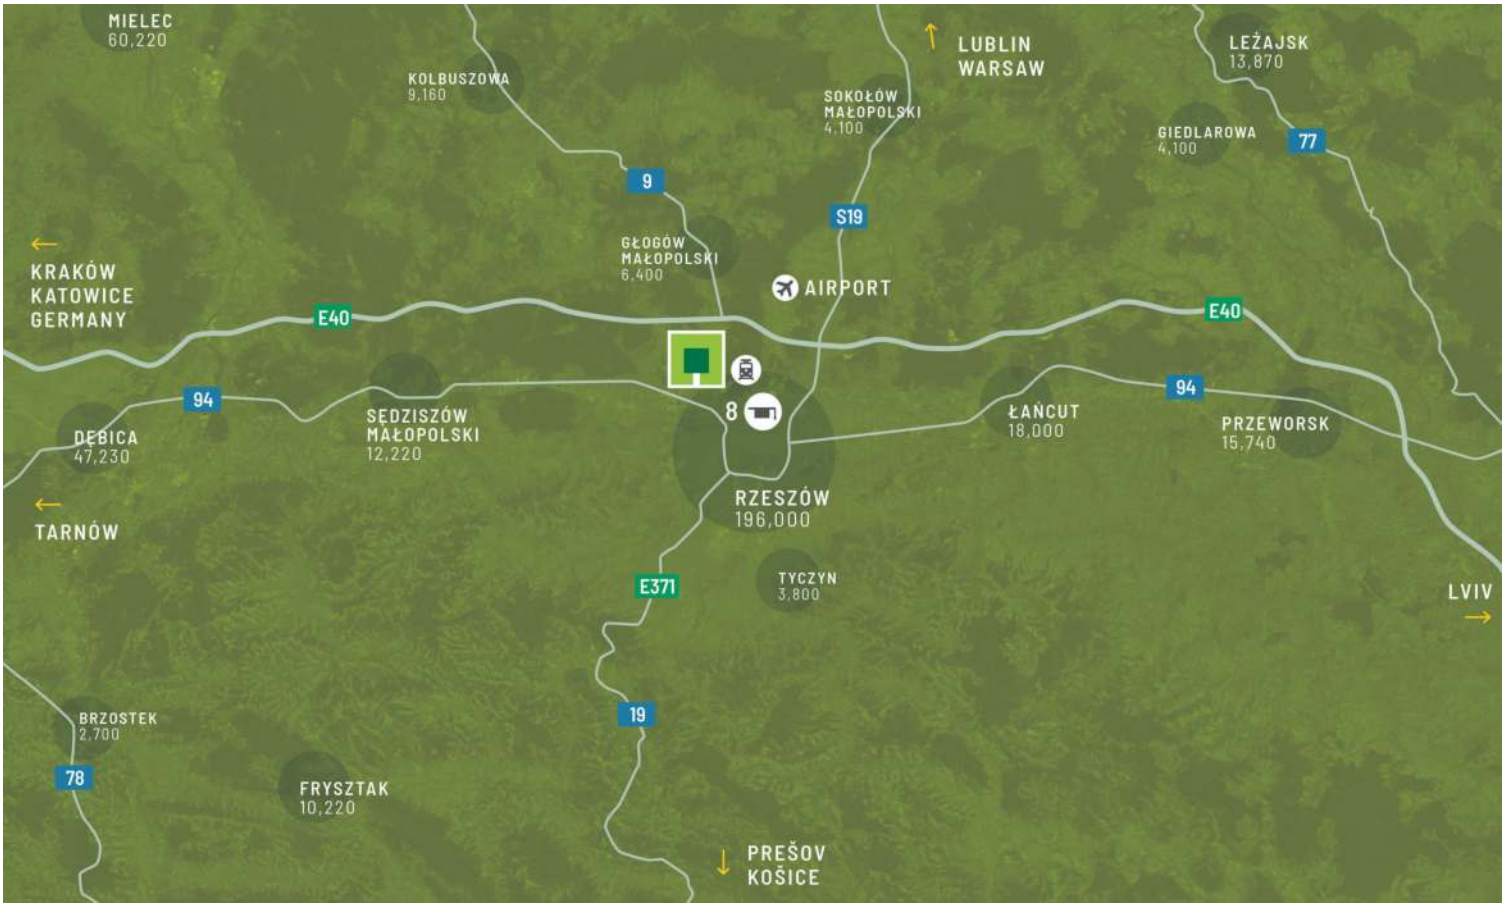 MIELEC
60,220
KOLBUSZOWA
9,160
LUBLIN
WARSAW
LEŻAJSK
13,870
SOKOŁÓW
MAŁOPOLSKI
4.100
GIEDLAROWA
4,100
77
9
S19
GŁOGÓW
MAŁOPOLSKI
6,400
KRAKÓW
KATOWICE
GERMANY
AIRPORT
E40
E40
94
94
8
SĘDZISZÓW
MAŁOPOLSKI
12,220
ŁAŃCUT
18,000
PRZEWORSK
15,740
DĘBICA
47,230
RZESZÓW
196,000
TARNÓW
TYCZYN
3,800
E371
LVIV
19
BRZOSTEK
2,700
78
FRYSZTAK
10,220
PREŠOV
KOŠICE